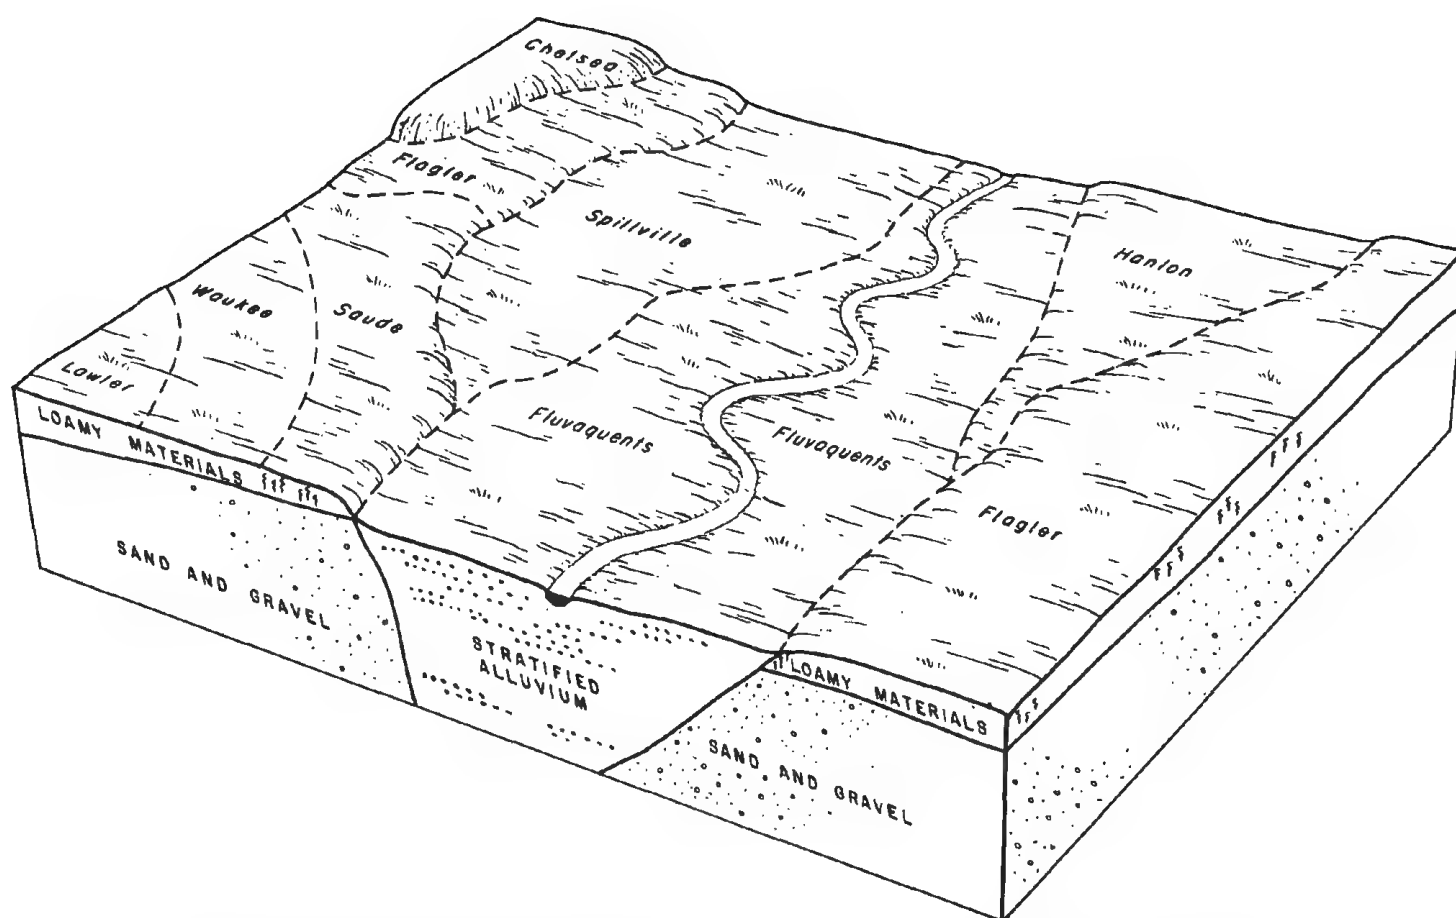 Chelsea
Flagler
Spillville
Hanlon
Waukee
Saude
Lawler
Fluvaquents
Fluvaquents
Flagler
LOAMY MATERIALS
SAND AND GRAVEL
STRATIFIED
ALLUVIUM
LOAMY MATERIALS
SAND AND GRAVEL